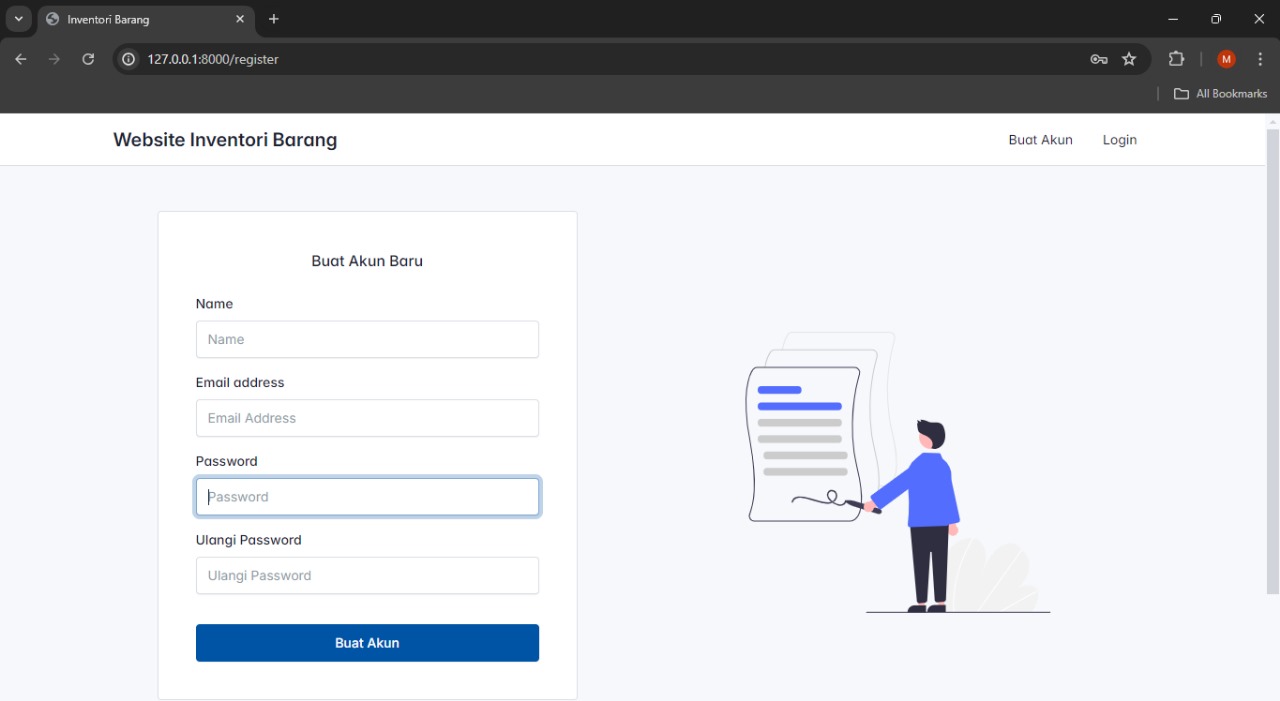 Inventori Barang
127.0.0.1:8000/register
M
All Bookmarks
Website Inventori Barang
Buat Akun
Login
Buat Akun Baru
Name
Name
Email address
Email Address
Password
Password
Ulangi Password
Ulangi Password
Buat Akun